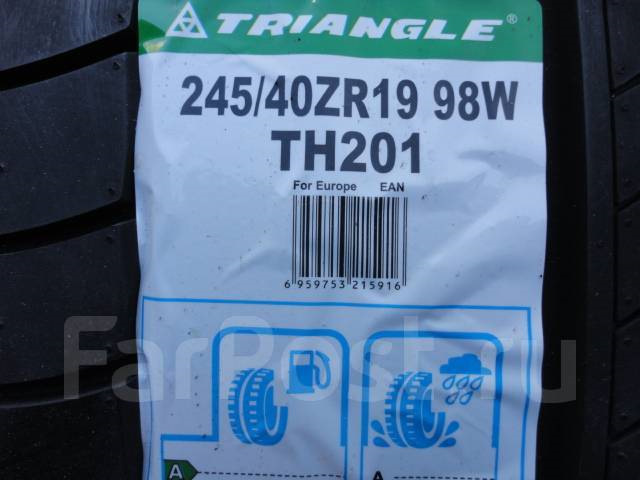 TRIANGLE®
245/40ZR19 98W
TH201
For Europe EAN
6 959753 215916
FarPost.ru
A A